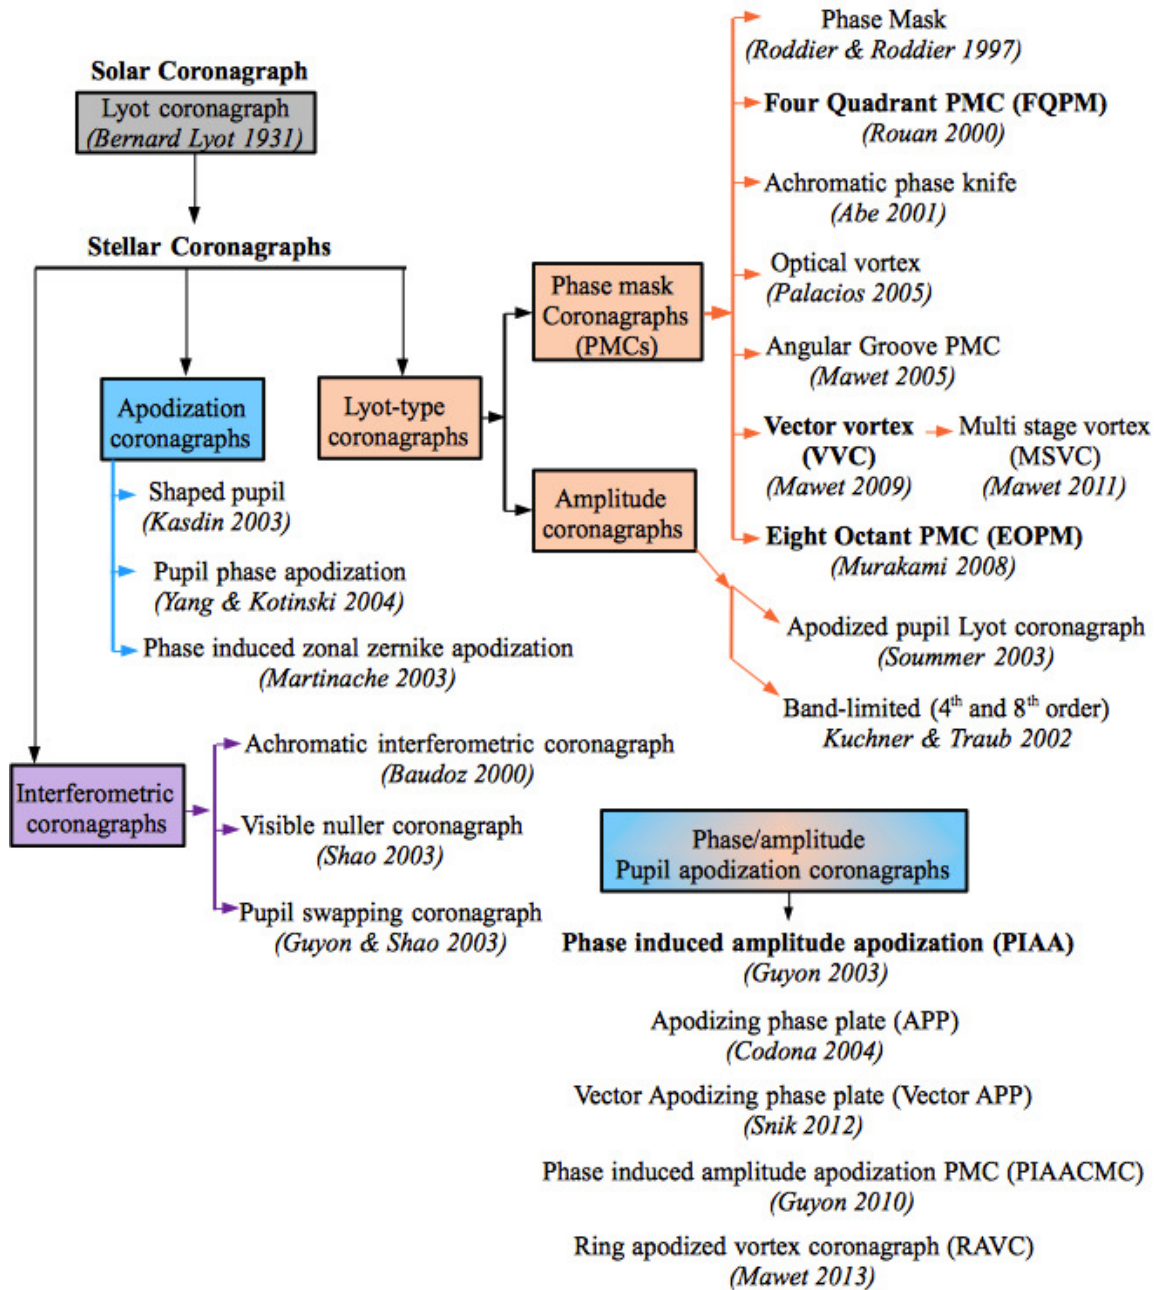 Solar Coronagraph
Lyot coronagraph
(Bernard Lyot 1931)
Stellar Coronagraphs
Apodization
coronagraphs
Shaped pupil
(Kasdin 2003)
Pupil phase apodization
(Yang & Kotinski 2004)
Phase induced zonal zernike apodization
(Martinache 2003)
Lyot-type
coronagraphs
Phase mask
Coronagraphs
(PMCs)
Phase Mask
(Roddier & Roddier 1997)
Four Quadrant PMC (FQPM)
(Rouan 2000)
Achromatic phase knife
(Abe 2001)
Optical vortex
(Palacios 2005)
Angular Groove PMC
(Mawet 2005)
Vector vortex
(VVC)
(Mawet 2009)
Multi stage vortex
(MSVC)
(Mawet 2011)
Eight Octant PMC (EOPM)
(Murakami 2008)
Amplitude
coronagraphs
Apodized pupil Lyot coronagraph
(Soummer 2003)
Band-limited (4th and 8th order)
Kuchner & Traub 2002
Interferometric
coronagraphs
Achromatic interferometric coronagraph
(Baudoz 2000)
Visible nuller coronagraph
(Shao 2003)
Pupil swapping coronagraph
(Guyon & Shao 2003)
Phase/amplitude
Pupil apodization coronagraphs
Phase induced amplitude apodization (PIAA)
(Guyon 2003)
Apodizing phase plate (APP)
(Codona 2004)
Vector Apodizing phase plate (Vector APP)
(Snik 2012)
Phase induced amplitude apodization PMC (PIAACMC)
(Guyon 2010)
Ring apodized vortex coronagraph (RAVC)
(Mawet 2013)